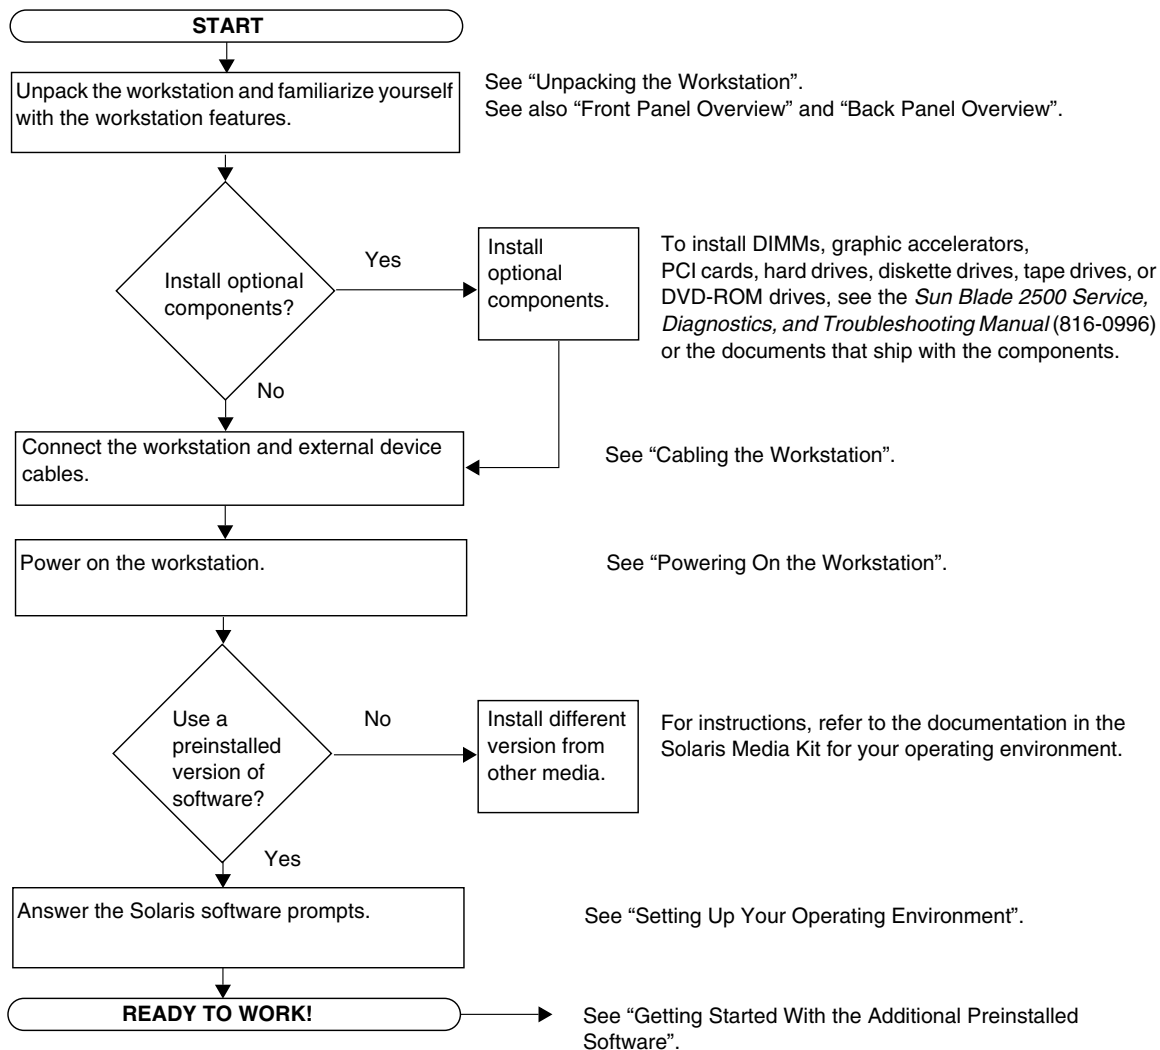 START
Unpack the workstation and familiarize yourself
with the workstation features.
See “Unpacking the Workstation”.
See also “Front Panel Overview” and “Back Panel Overview”.
Install optional
components?
Yes
No
Install
optional
components.
To install DIMMs, graphic accelerators,
PCI cards, hard drives, diskette drives, tape drives, or
DVD-ROM drives, see the Sun Blade 2500 Service,
Diagnostics, and Troubleshooting Manual (816-0996)
or the documents that ship with the components.
Connect the workstation and external device
cables.
See “Cabling the Workstation”.
Power on the workstation.
See “Powering On the Workstation”.
Use a
preinstalled
version of
software?
No
Yes
Install different
version from
other media.
For instructions, refer to the documentation in the
Solaris Media Kit for your operating environment.
Answer the Solaris software prompts.
See “Setting Up Your Operating Environment”.
READY TO WORK!
See “Getting Started With the Additional Preinstalled
Software”.